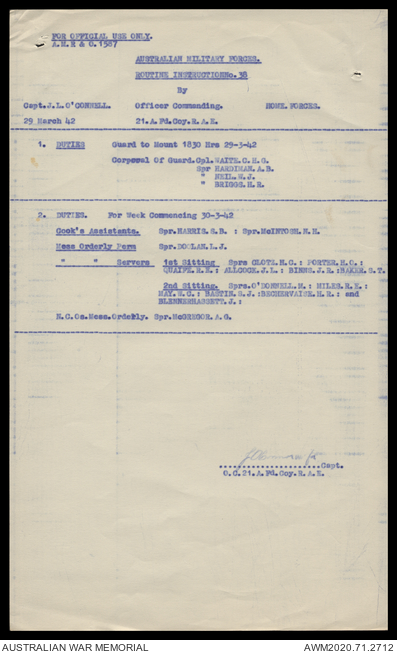 FOR OFFICIAL USE ONLY.
A.H.R & G.1587
AUSTRALIAN MILITARY FORCES.
ROUTINE INSTRUCTIONNo. 38
By
Capt.J.L.O'CONNELL. Officer Commanding. HOME FORCES.
29 March 42 21.A.Fd.Coy.R.A.E.
1. DUTIES Guard to Mount 1830 Hrs 29-3-42
Corporal Of Guard.Cpl.WAITE.C.H.G.
Spr HARDIMAN.A.B.
" NEIL.W.J.
" BRIGGS.H.R.
2. DUTIES. For Week Commencing 30-3-42
Cook's Assistants. Spr.HARRIS.S.B. : Spr.McINTOSH.N.H.
Mess Orderly Perm Spr.DOOLAN.L.J.
" " Servers 1st Sitting Sprs CLOTZ.H.G.: PORTER.H.O.:
QUAIFE.R.E.: ALLCOCK.J.L.: BINNS.J.R.:BAKER.S.T.
2nd Sitting. Sprs.O'DONNELL.M.: MILES.R.E.:
MAY.W.G.: BASTIN.S.J.:BECHERVAISE.H.R.: and
BLENNERHASSETT.J.:
N.C.Os.Mess.Orderly. Spr.McGREGOR.A.G.
....................Capt.
O.C.21.A.Fd.Coy.R.A.E.
AUSTRALIAN WAR MEMORIAL AWM2020.71.2712